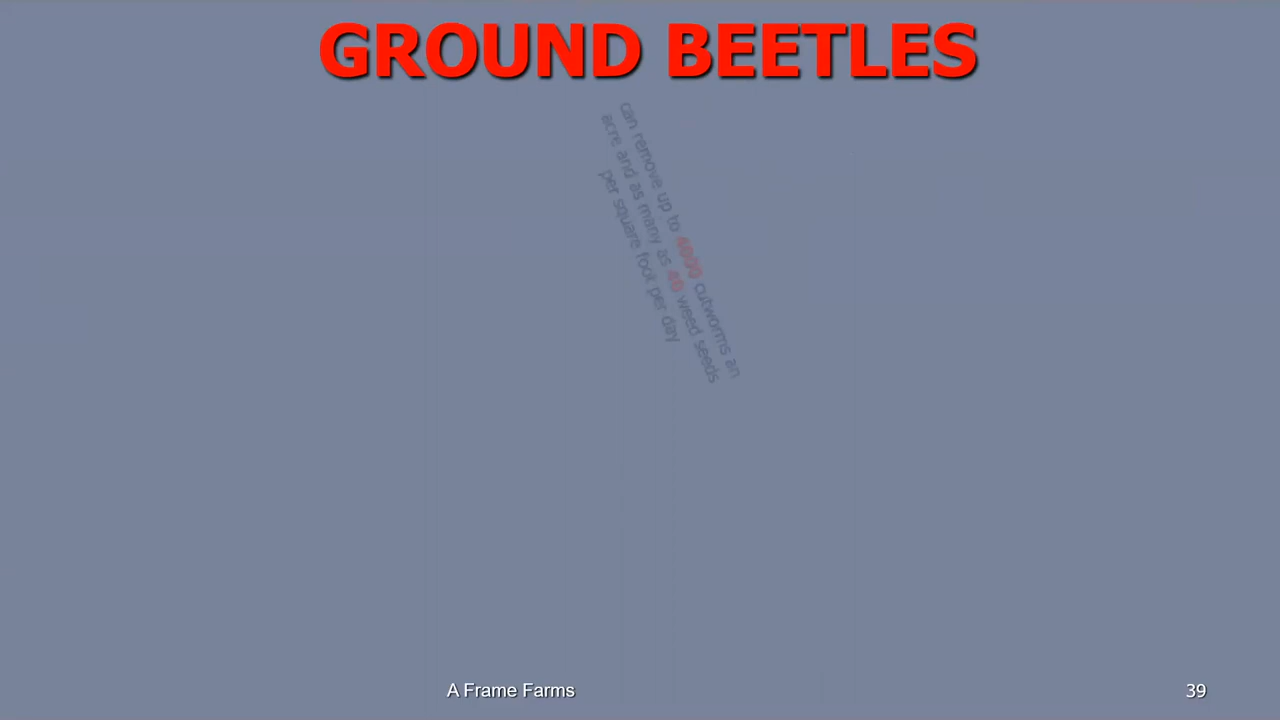 GROUND BEETLES
can remove up to 6000 cutworms an
acre and as many as 40 weed seeds
per square foot per day
A Frame Farms
39